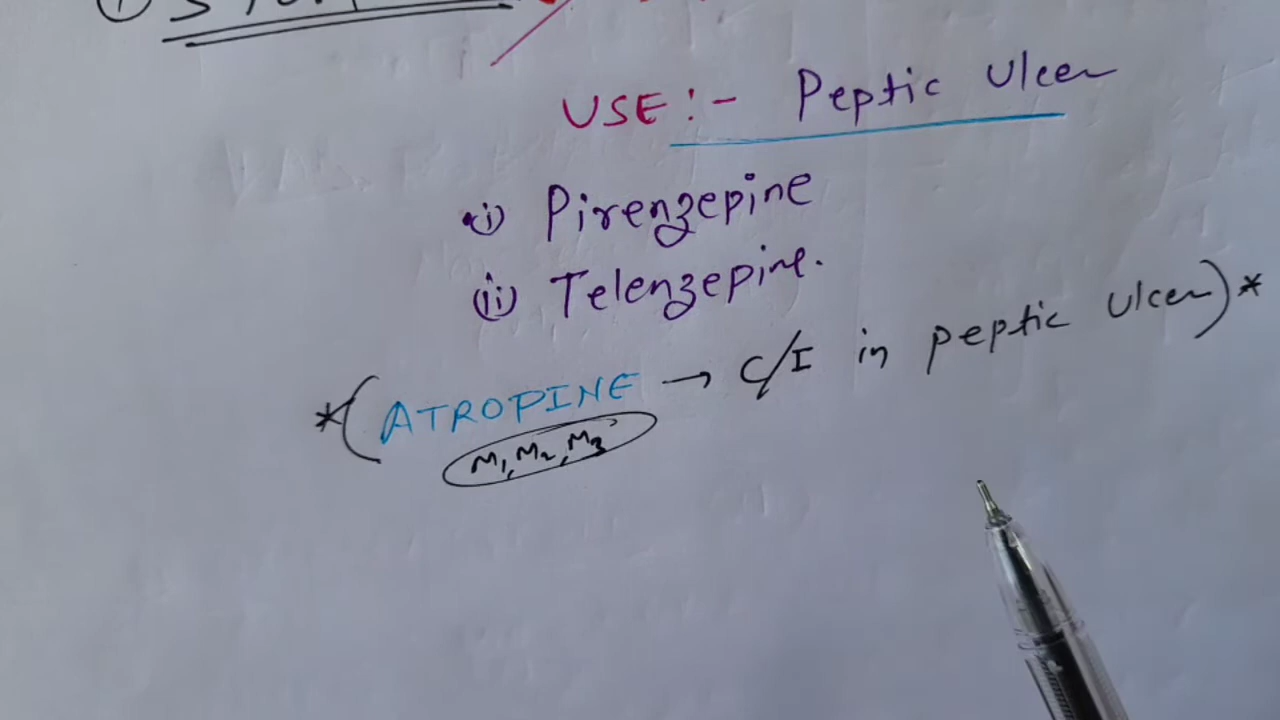 USE:- Peptic Ulcer
(i) Pirenzepine
(ii) Telenzepine.
*(ATROPINE → C/I in peptic Ulcer)*
M1, M2, M3